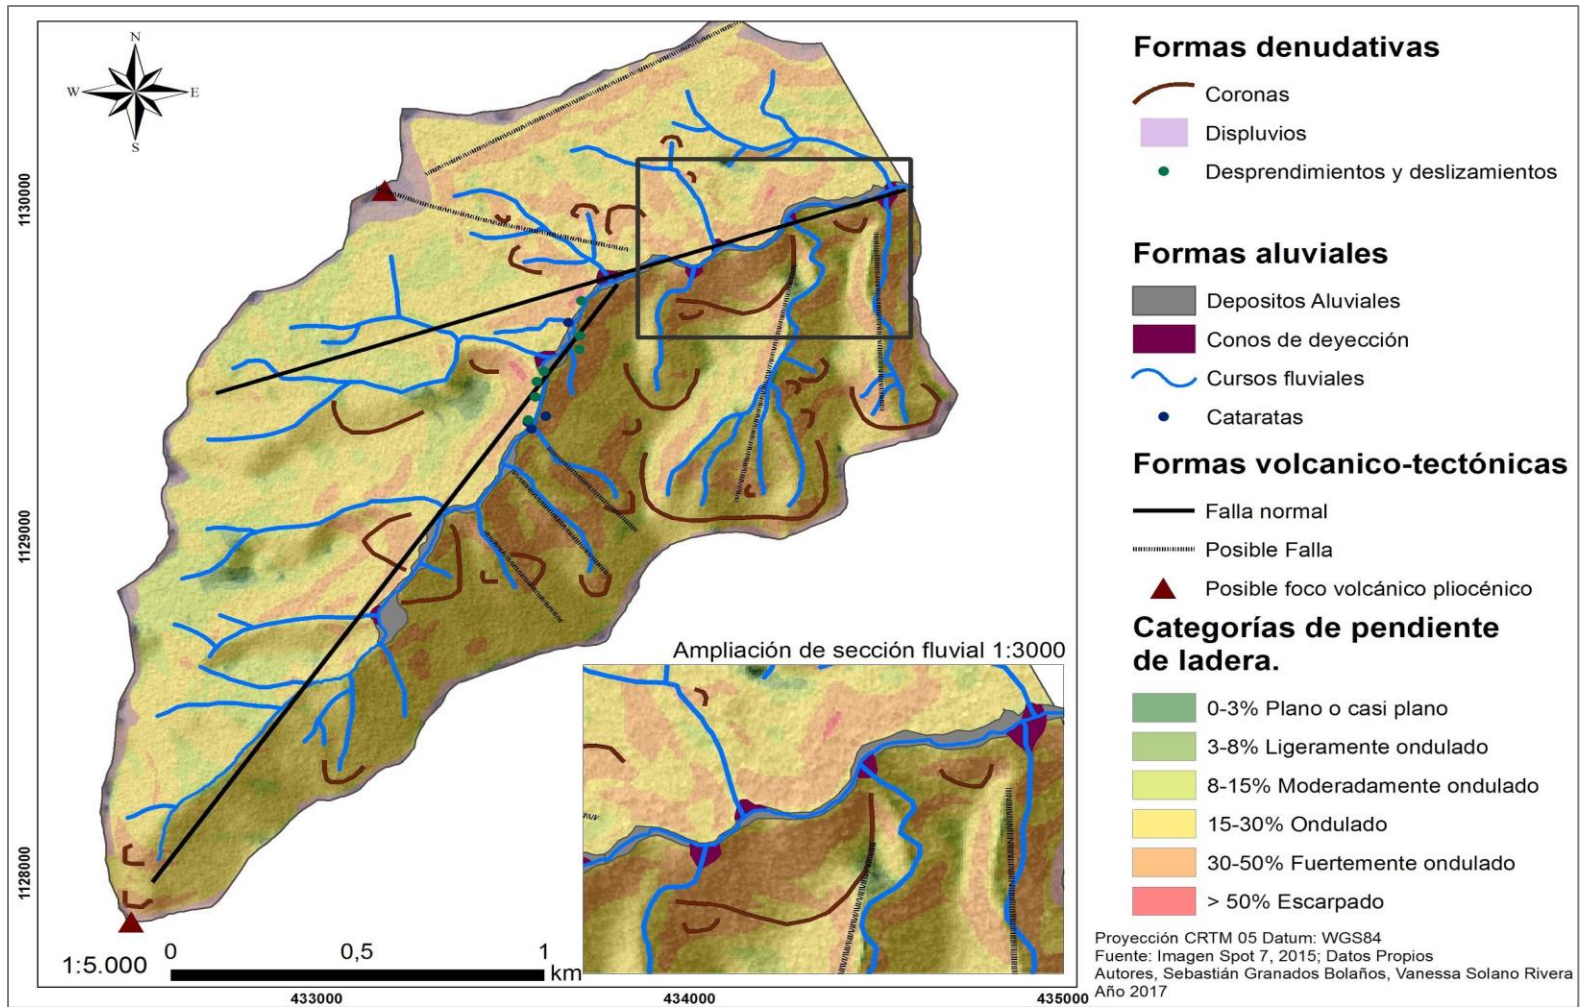 N
W
E
S
1130000
1129000
1128000
433000
434000
435000
1:5.000
0
0,5
1
km
Ampliación de sección fluvial 1:3000
Formas denudativas
Coronas
Displuvios
Desprendimientos y deslizamientos
Formas aluviales
Depositos Aluviales
Conos de deyección
Cursos fluviales
Cataratas
Formas volcanico-tectónicas
Falla normal
Posible Falla
Posible foco volcánico pliocénico
Categorías de pendiente
de ladera.
0-3% Plano o casi plano
3-8% Ligeramente ondulado
8-15% Moderadamente ondulado
15-30% Ondulado
30-50% Fuertemente ondulado
> 50% Escarpado
Proyección CRTM 05 Datum: WGS84
Fuente: Imagen Spot 7, 2015; Datos Propios
Autores, Sebastián Granados Bolaños, Vanessa Solano Rivera
Año 2017